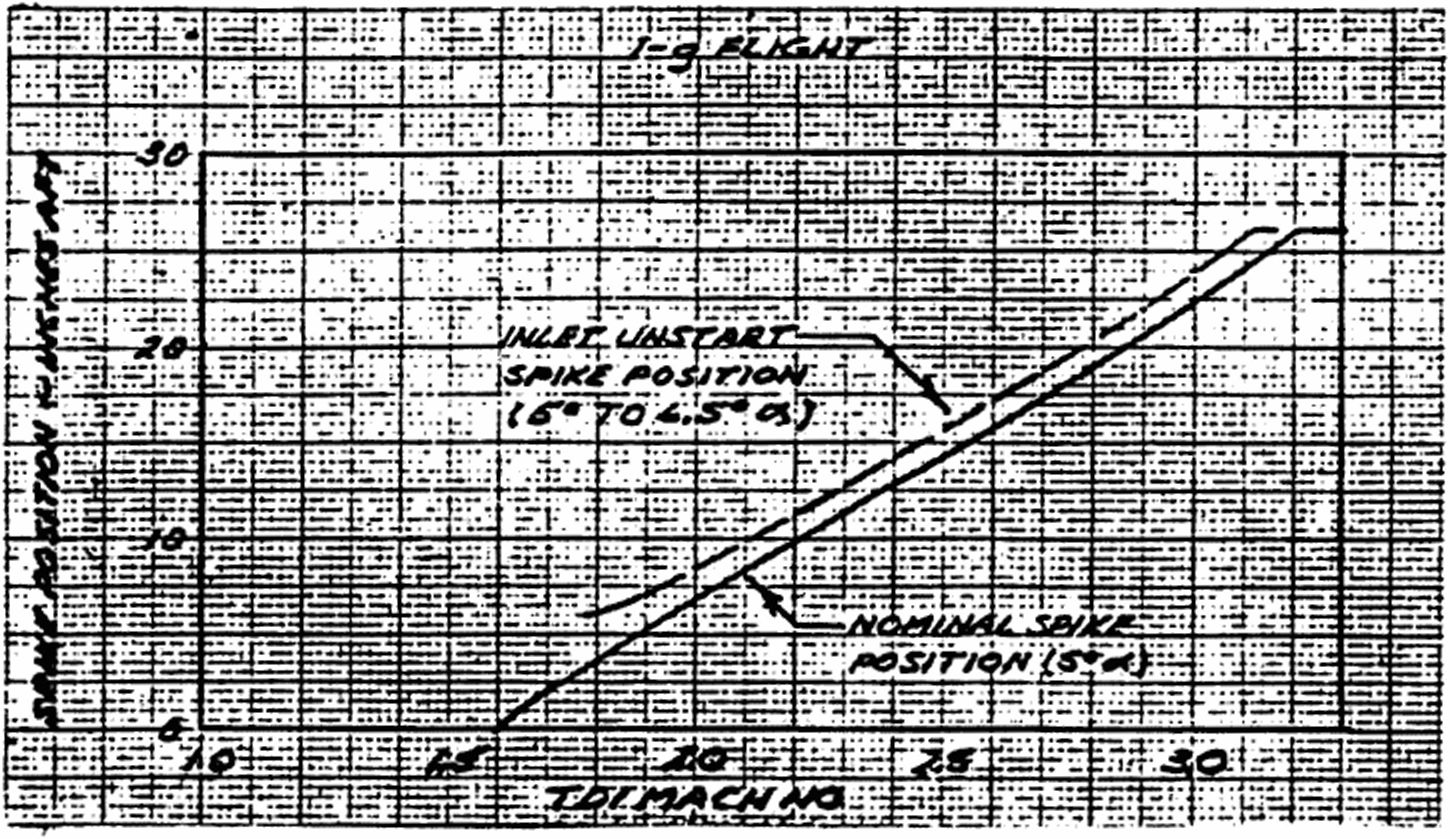 1-g FLIGHT
30
20
10
0
SPIKE POSITION ~ INCHES AFT
INLET UNSTART
SPIKE POSITION
(5° TO 6.5° α)
NOMINAL SPIKE
POSITION (5° α)
1.0 1.5 2.0 2.5 3.0
TDI MACH NO.